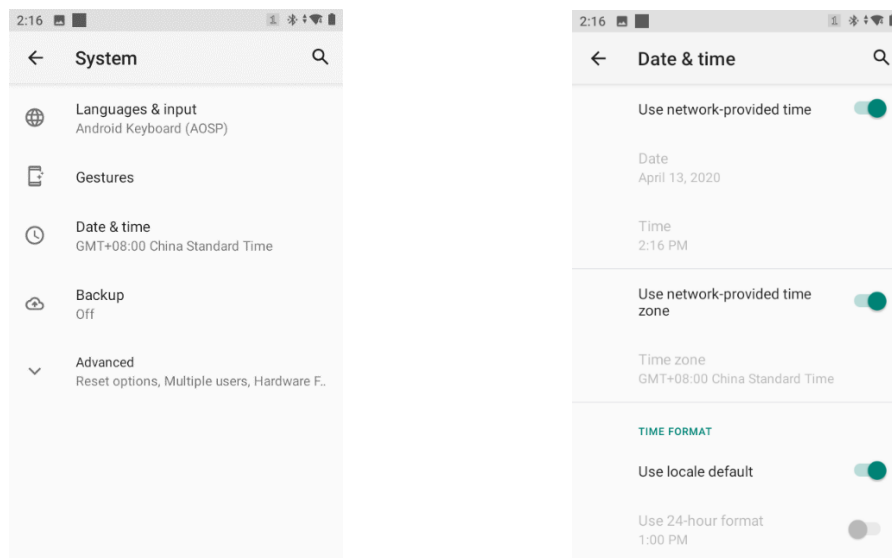 2:16
System
Languages & input
Android Keyboard (AOSP)
Gestures
Date & time
GMT+08:00 China Standard Time
Backup
Off
Advanced
Reset options, Multiple users, Hardware F..
2:16
Date & time
Use network-provided time
Date
April 13, 2020
Time
2:16 PM
Use network-provided time
zone
Time zone
GMT+08:00 China Standard Time
TIME FORMAT
Use locale default
Use 24-hour format
1:00 PM